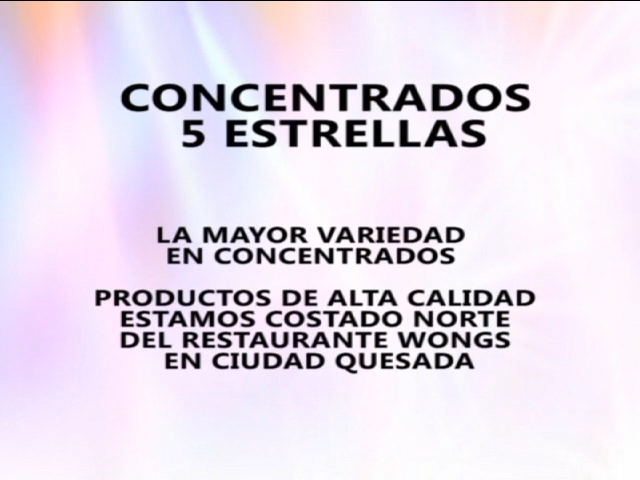 CONCENTRADOS
5 ESTRELLAS
LA MAYOR VARIEDAD
EN CONCENTRADOS
PRODUCTOS DE ALTA CALIDAD
ESTAMOS COSTADO NORTE
DEL RESTAURANTE WONGS
EN CIUDAD QUESADA